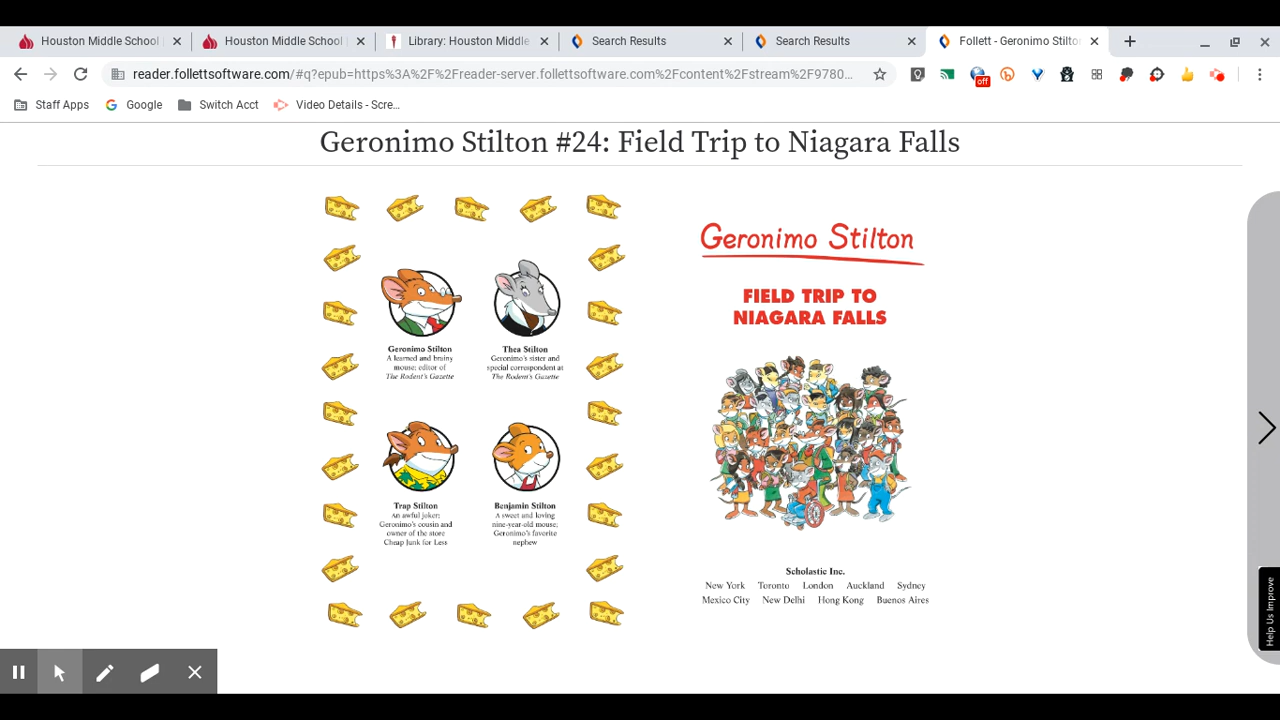 Houston Middle School
Houston Middle School
Library: Houston Middle
Search Results
Search Results
Follett - Geronimo Stilton
reader.follettsoftware.com/#q?epub=https%3A%2F%2Freader-server.follettsoftware.com%2Fcontent%2Fstream%2F9780...
off
Staff Apps
Google
Switch Acct
Video Details - Scre...
Geronimo Stilton #24: Field Trip to Niagara Falls
Geronimo Stilton
A learned and brainy
mouse; editor of
The Rodent's Gazette
Thea Stilton
Geronimo's sister and
special correspondent at
The Rodent's Gazette
Trap Stilton
An awful joker;
Geronimo's cousin and
owner of the store
Cheap Junk for Less
Benjamin Stilton
A sweet and loving
nine-year-old mouse;
Geronimo's favorite
nephew
Geronimo Stilton
FIELD TRIP TO
NIAGARA FALLS
Scholastic Inc.
New York Toronto London Auckland Sydney
Mexico City New Delhi Hong Kong Buenos Aires
Help Us Improve